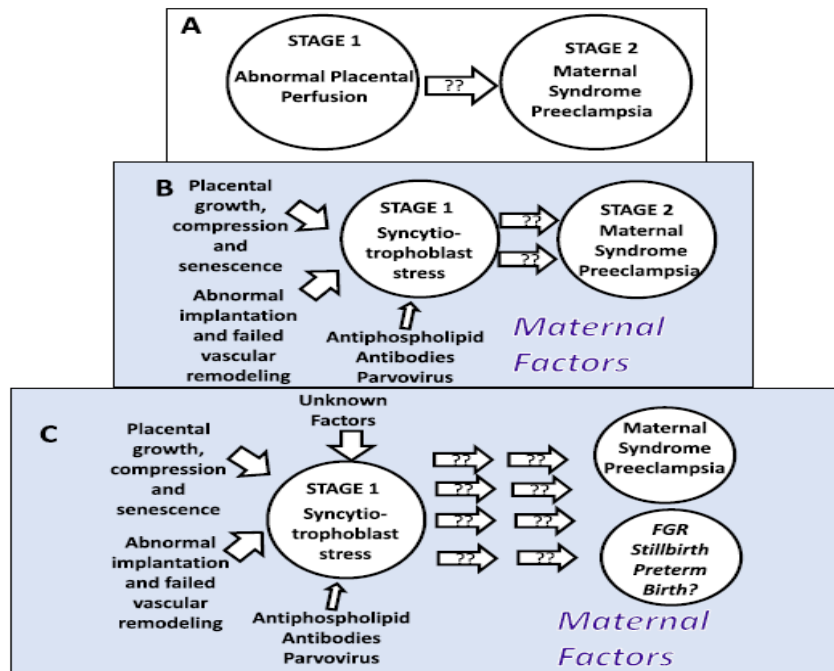 A
STAGE 1
Abnormal Placental
Perfusion
??
STAGE 2
Maternal
Syndrome
Preeclampsia
B
Placental
growth,
compression
and
senescence
Abnormal
implantation
and failed
vascular
remodeling
STAGE 1
Syncytio-
trophoblast
stress
Antiphospholipid
Antibodies
Parvovirus
??
??
STAGE 2
Maternal
Syndrome
Preeclampsia
Maternal
Factors
C
Unknown
Factors
Placental
growth,
compression
and
senescence
Abnormal
implantation
and failed
vascular
remodeling
STAGE 1
Syncytio-
trophoblast
stress
Antiphospholipid
Antibodies
Parvovirus
?? ??
?? ??
?? ??
?? ??
Maternal
Syndrome
Preeclampsia
FGR
Stillbirth
Preterm
Birth?
Maternal
Factors